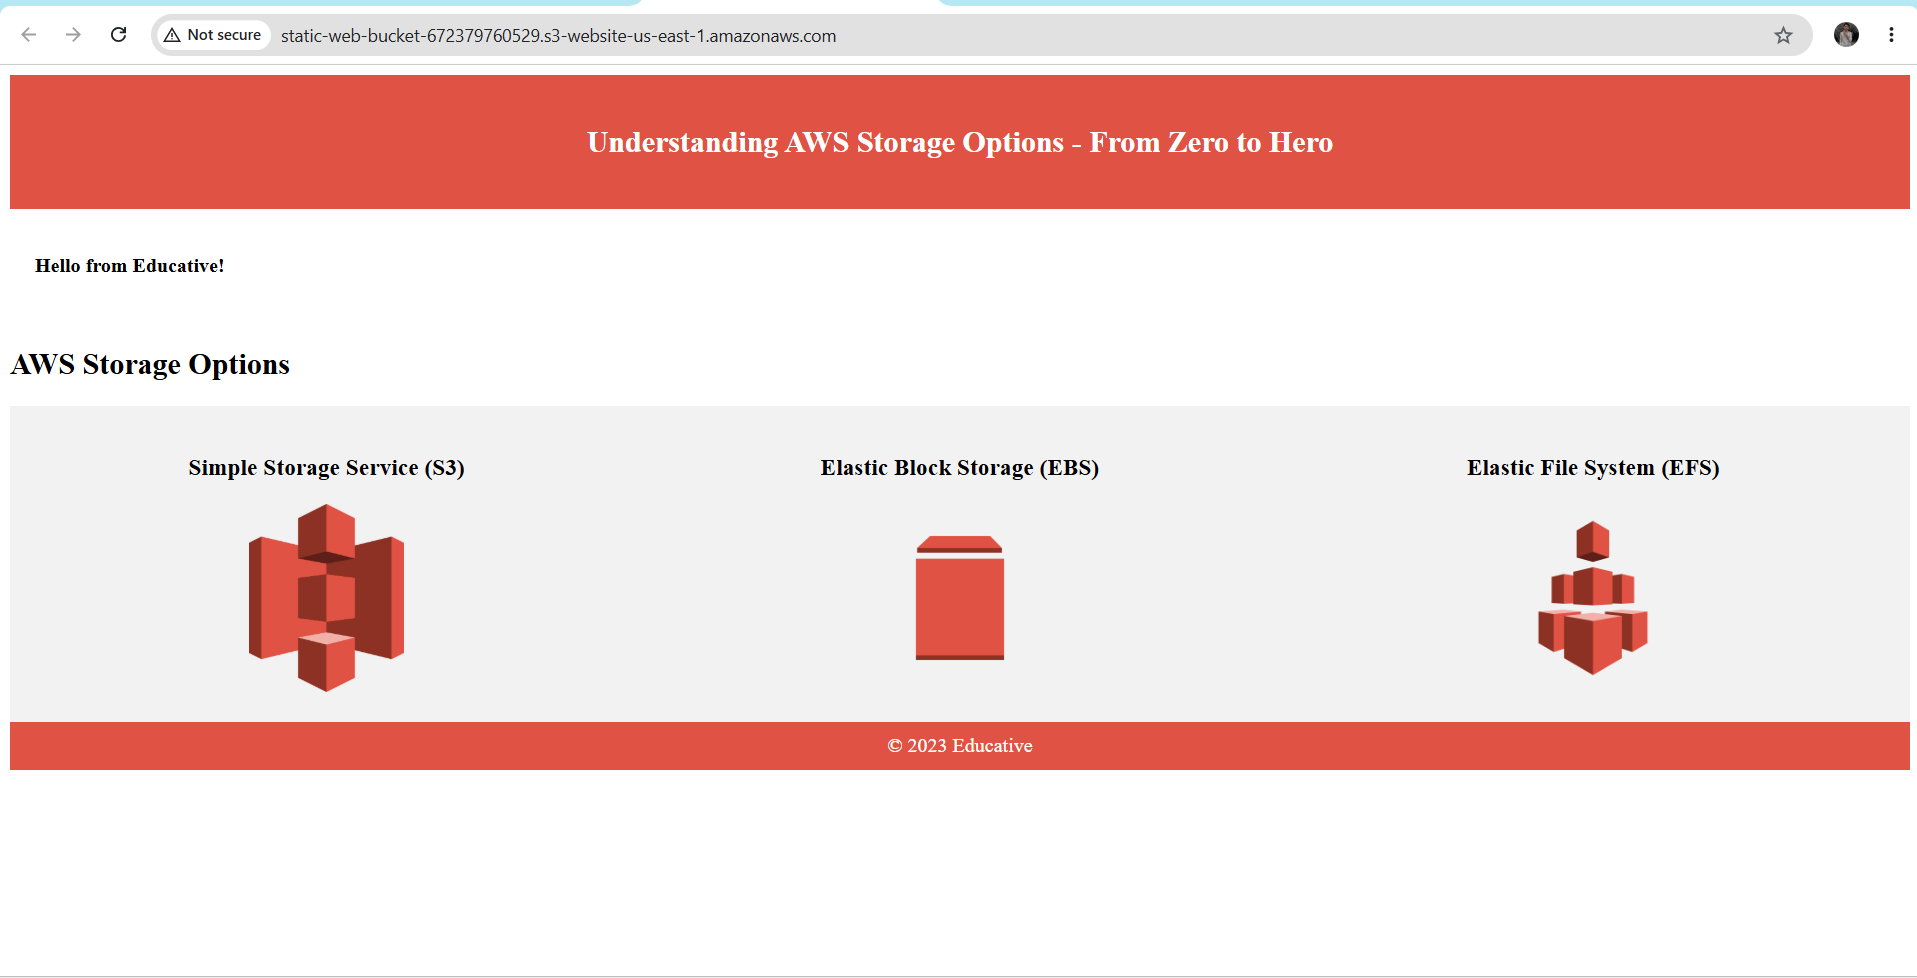 Not secure static-web-bucket-672379760529.s3-website-us-east-1.amazonaws.com
Understanding AWS Storage Options - From Zero to Hero
Hello from Educative!
AWS Storage Options
Simple Storage Service (S3)
Elastic Block Storage (EBS)
Elastic File System (EFS)
© 2023 Educative